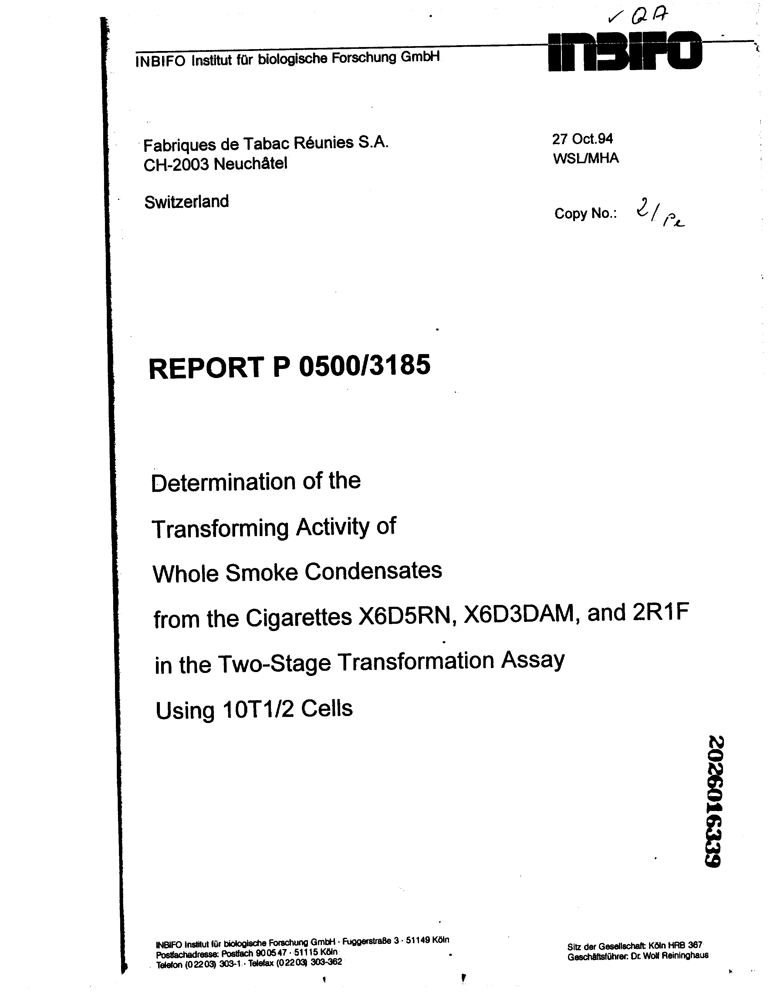 ✓ QA
INBIFO Institut für biologische Forschung GmbH
INBIFO
Fabriques de Tabac Réunies S.A.
CH-2003 Neuchâtel
Switzerland
27 Oct.94
WSL/MHA
Copy No.: 2/Pe
REPORT P 0500/3185
Determination of the
Transforming Activity of
Whole Smoke Condensates
from the Cigarettes X6D5RN, X6D3DAM, and 2R1F
in the Two-Stage Transformation Assay
Using 10T1/2 Cells
2026016339
INBIFO Institut für biologische Forschung GmbH · Fuggerstraße 3 · 51149 Köln
Postfachadresse: Postfach 90 05 47 · 51115 Köln
Telefon (0 22 03) 303-1 · Telefax (0 22 03) 303-362
Sitz der Gesellschaft: Köln HRB 367
Geschäftsführer: Dr. Wolf Reininghaus